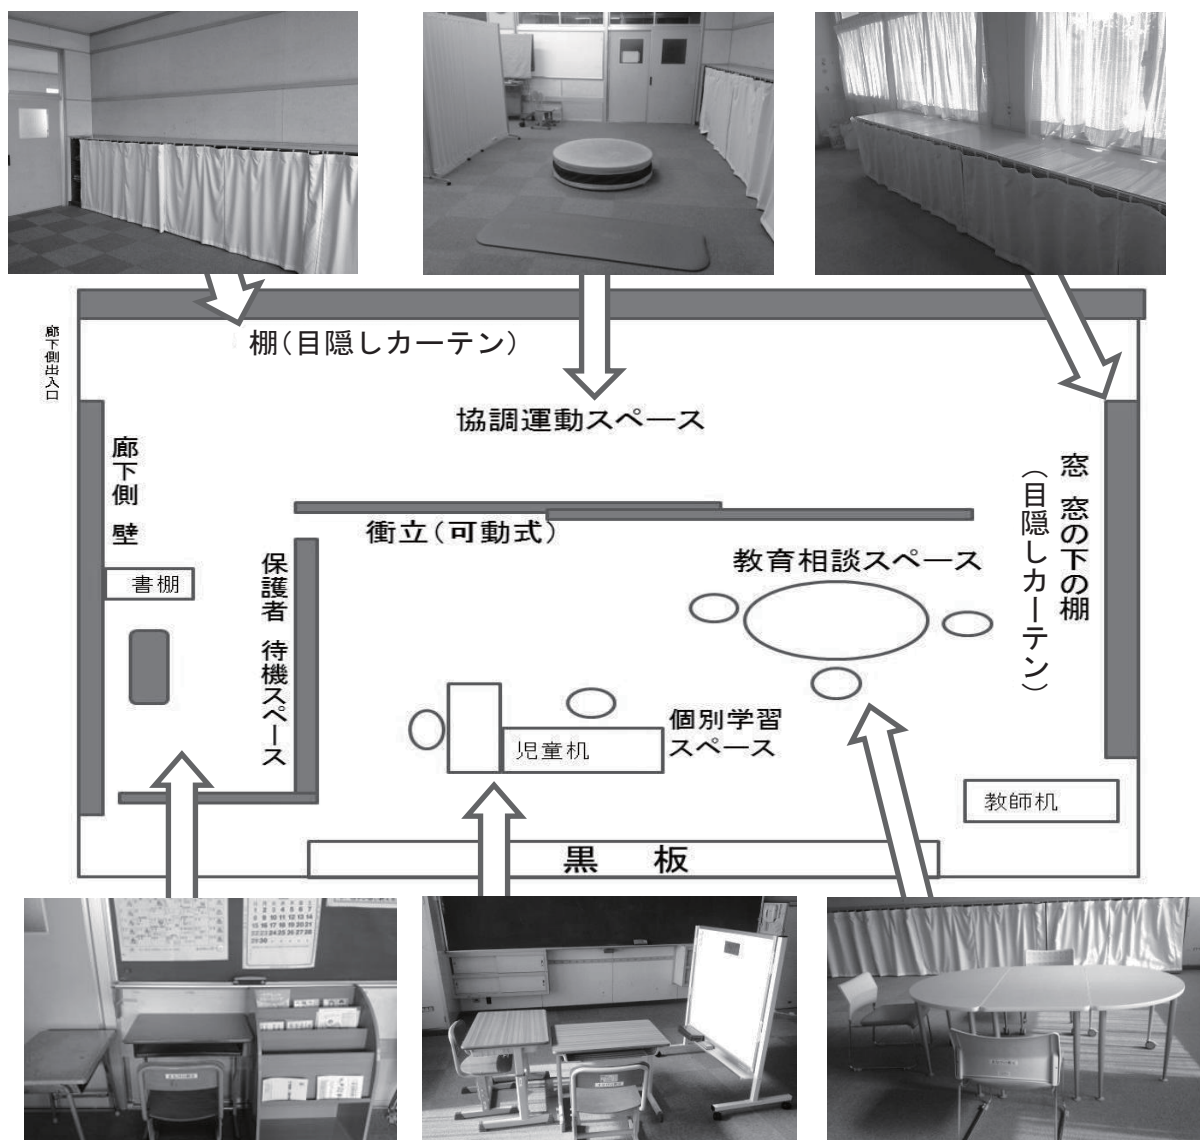 廊下側出入口
棚（目隠しカーテン）
協調運動スペース
廊下側 壁
衝立（可動式）
窓 窓の下の棚
（目隠しカーテン）
教育相談スペース
書棚
保護者 待機スペース
個別学習
スペース
児童机
教師机
黒 板